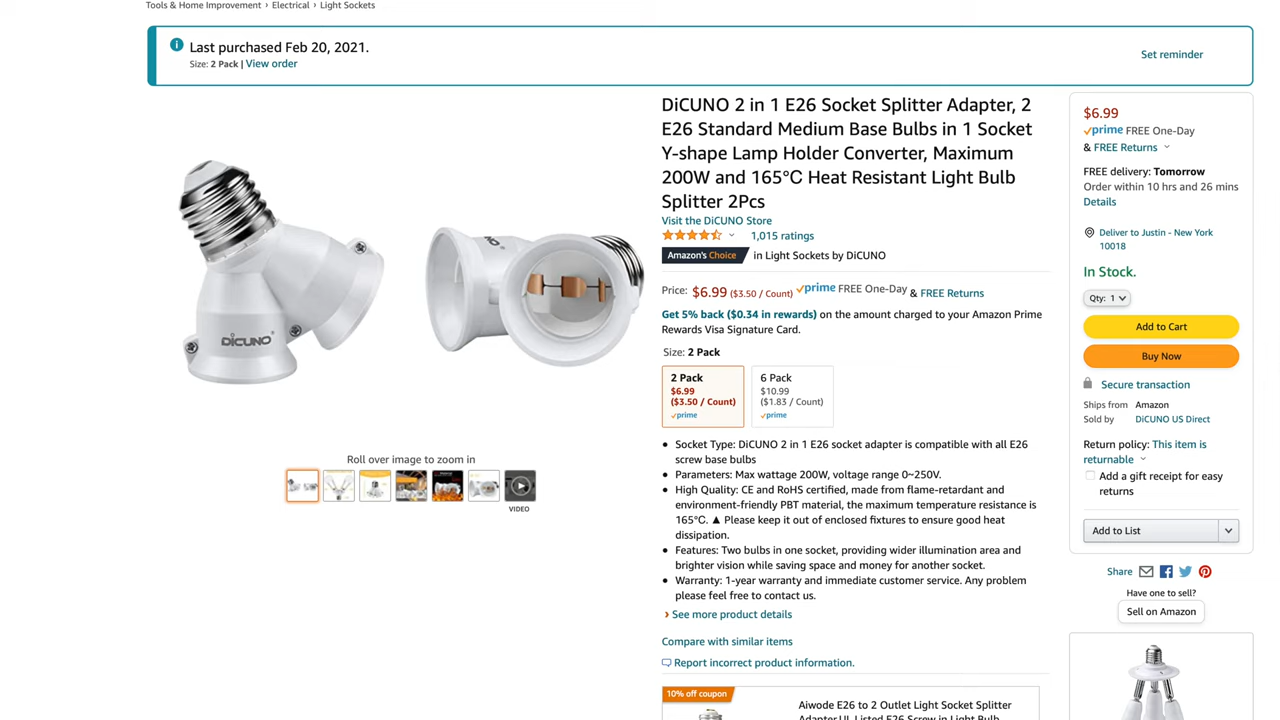 Tools & Home Improvement › Electrical › Light Sockets
Last purchased Feb 20, 2021.
Size: 2 Pack | View order
Set reminder
DiCUNO
DiCUNO
Roll over image to zoom in
VIDEO
DiCUNO 2 in 1 E26 Socket Splitter Adapter, 2
E26 Standard Medium Base Bulbs in 1 Socket
Y-shape Lamp Holder Converter, Maximum
200W and 165℃ Heat Resistant Light Bulb
Splitter 2Pcs
Visit the DiCUNO Store
1,015 ratings
Amazon's Choice in Light Sockets by DiCUNO
Price: $6.99 ($3.50 / Count) prime FREE One-Day & FREE Returns
Get 5% back ($0.34 in rewards) on the amount charged to your Amazon Prime
Rewards Visa Signature Card.
Size: 2 Pack
2 Pack
$6.99
($3.50 / Count)
prime
6 Pack
$10.99
($1.83 / Count)
prime
• Socket Type: DiCUNO 2 in 1 E26 socket adapter is compatible with all E26
screw base bulbs
• Parameters: Max wattage 200W, voltage range 0~250V.
• High Quality: CE and RoHS certified, made from flame-retardant and
environment-friendly PBT material, the maximum temperature resistance is
165℃. ▲ Please keep it out of enclosed fixtures to ensure good heat
dissipation.
• Features: Two bulbs in one socket, providing wider illumination area and
brighter vision while saving space and money for another socket.
• Warranty: 1-year warranty and immediate customer service. Any problem
please feel free to contact us.
› See more product details
Compare with similar items
Report incorrect product information.
10% off coupon
Aiwode E26 to 2 Outlet Light Socket Splitter
Adapter,UL Listed E26 Screw in Light Bulb
$6.99
prime FREE One-Day
& FREE Returns
FREE delivery: Tomorrow
Order within 10 hrs and 26 mins
Details
Deliver to Justin - New York
10018
In Stock.
Qty: 1
Add to Cart
Buy Now
Secure transaction
Ships from Amazon
Sold by DiCUNO US Direct
Return policy: This item is
returnable
Add a gift receipt for easy
returns
Add to List
Share
Have one to sell?
Sell on Amazon